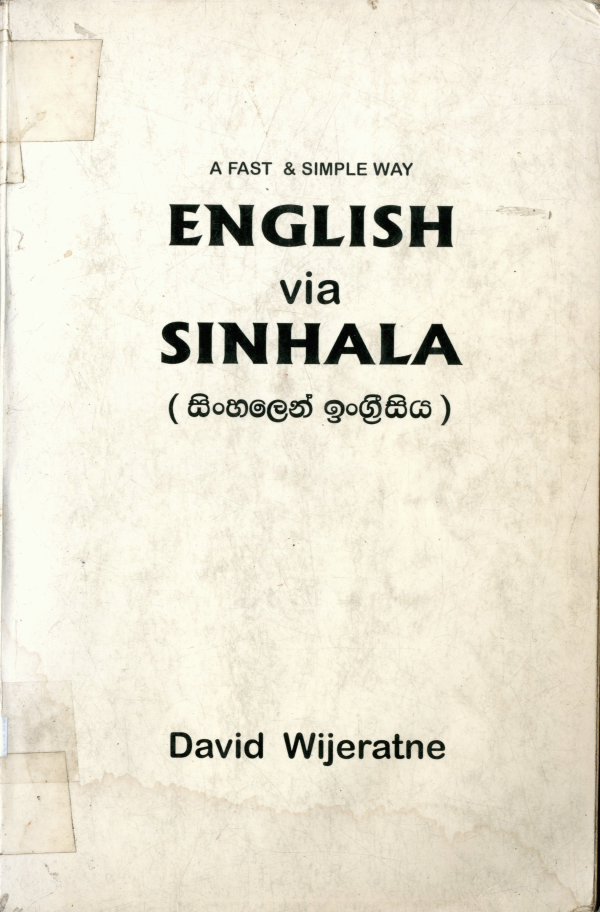 A FAST & SIMPLE WAY
ENGLISH
via
SINHALA
( සිංහලෙන් ඉංග්‍රීසිය )
David Wijeratne